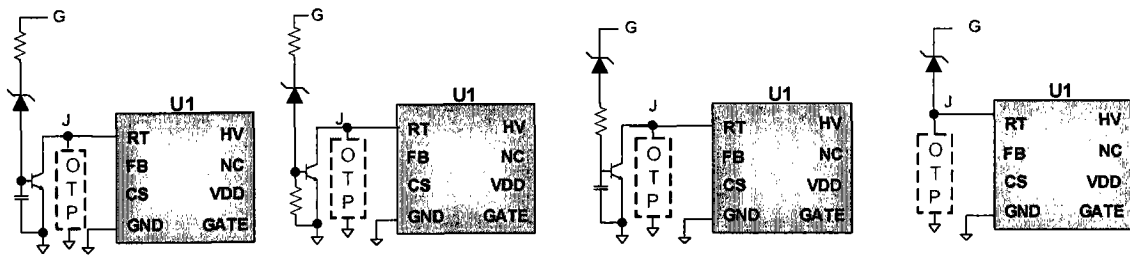 G
J
U1
RT HV
O
FB NC
T
CS VDD
P
GND GATE
G
J
U1
RT HV
O
FB NC
T
CS VDD
P
GND GATE
G
J
U1
RT HV
O
FB NC
T
CS VDD
P
GND GATE
G
J
U1
RT HV
O
FB NC
T
CS VDD
P
GND GATE